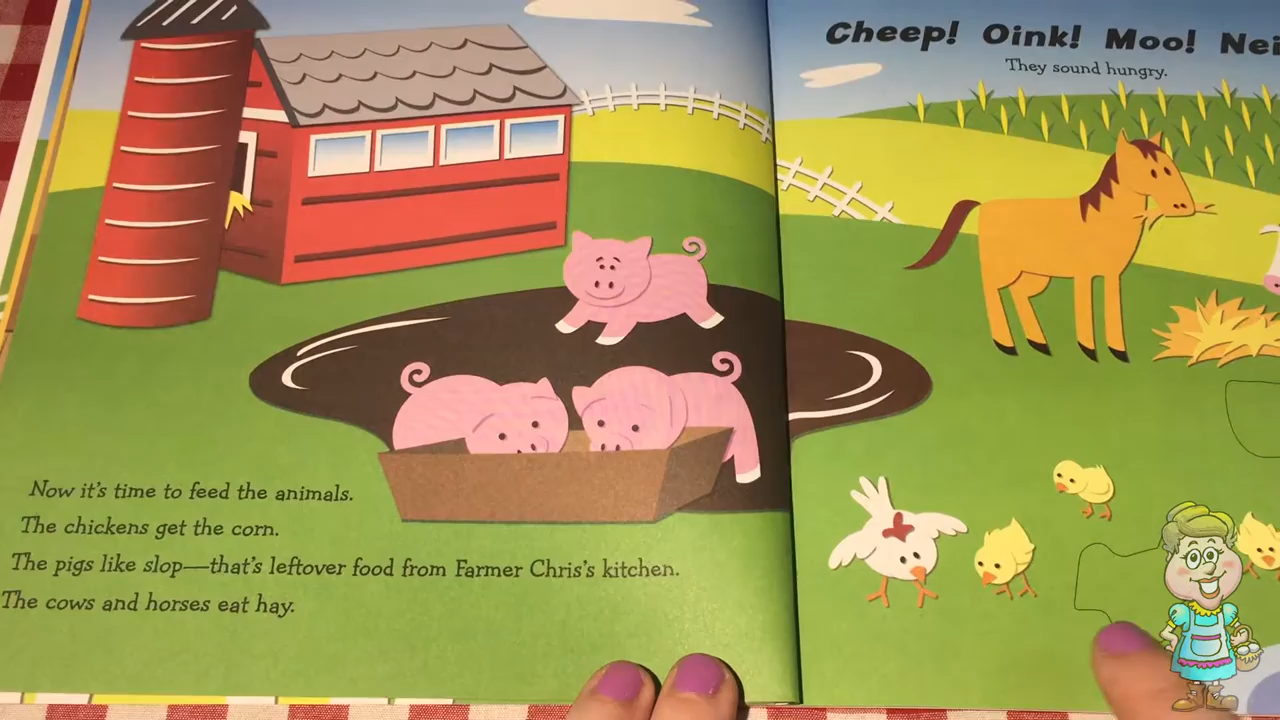 Now it's time to feed the animals.
The chickens get the corn.
The pigs like slop—that's leftover food from Farmer Chris's kitchen.
The cows and horses eat hay.
Cheep! Oink! Moo!
They sound hungry.